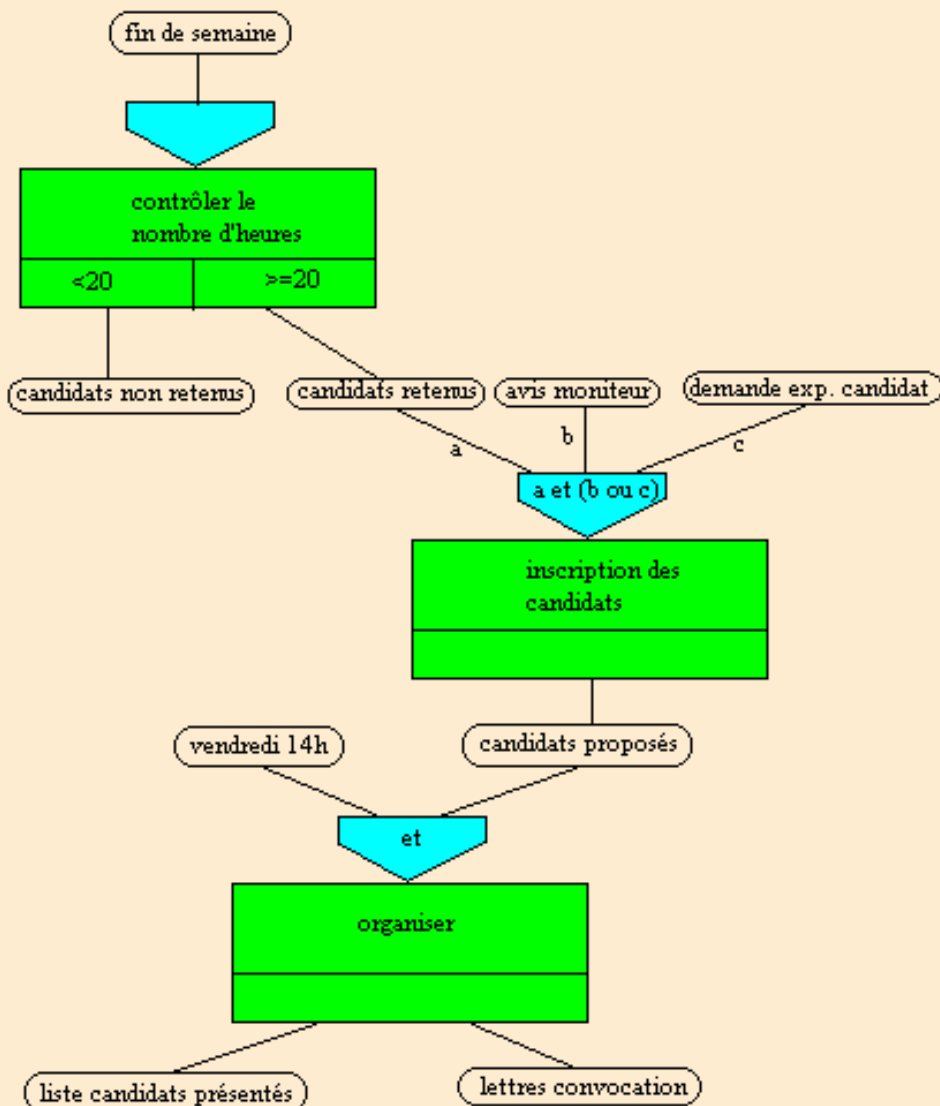 fin de semaine
contrôler le
nombre d'heures
<20
>=20
candidats non retenus
candidats retenus
avis moniteur
demande exp. candidat
a
b
c
a et (b ou c)
inscription des
candidats
vendredi 14h
candidats proposés
et
organiser
liste candidats présentés
lettres convocation